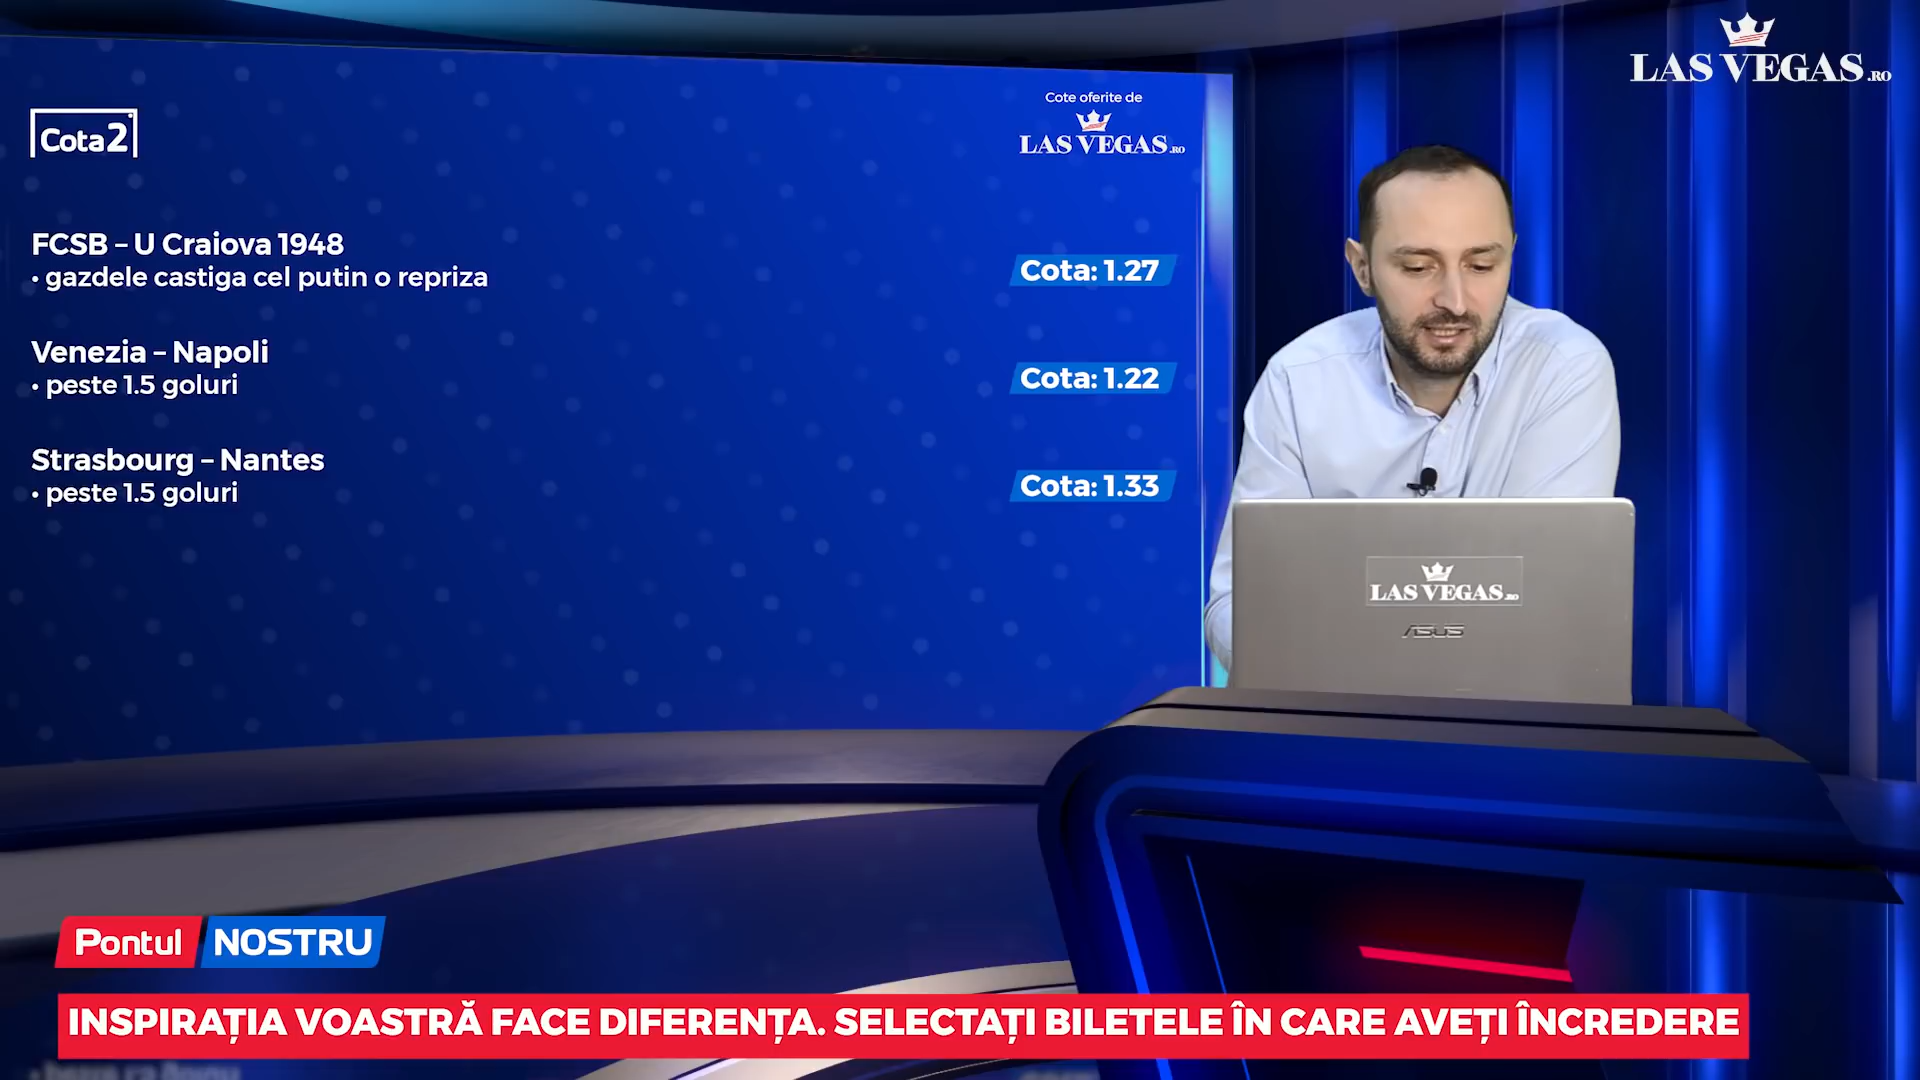 LAS VEGAS.RO
Cote oferite de
LAS VEGAS.RO
Cota2
FCSB – U Craiova 1948
• gazdele castiga cel putin o repriza
Cota: 1.27
Venezia – Napoli
• peste 1.5 goluri
Cota: 1.22
Strasbourg – Nantes
• peste 1.5 goluri
Cota: 1.33
LAS VEGAS.RO
ASUS
Pontul NOSTRU
INSPIRAȚIA VOASTRĂ FACE DIFERENȚA. SELECTAȚI BILETELE ÎN CARE AVEȚI ÎNCREDERE